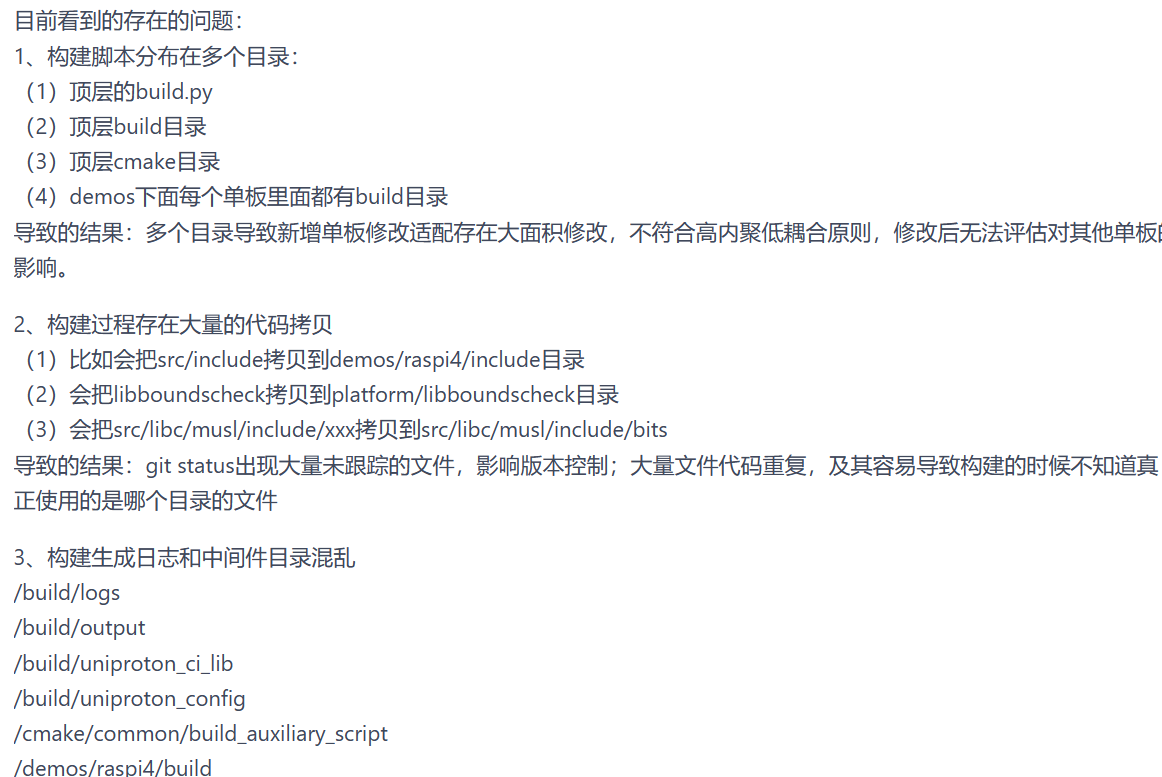 目前看到的存在的问题：
1、构建脚本分布在多个目录：
（1）顶层的build.py
（2）顶层build目录
（3）顶层cmake目录
（4）demos下面每个单板里面都有build目录
导致的结果：多个目录导致新增单板修改适配存在大面积修改，不符合高内聚低耦合原则，修改后无法评估对其他单板的
影响。
2、构建过程存在大量的代码拷贝
（1）比如会把src/include拷贝到demos/raspi4/include目录
（2）会把libboundscheck拷贝到platform/libboundscheck目录
（3）会把src/libc/musl/include/xxx拷贝到src/libc/musl/include/bits
导致的结果：git status出现大量未跟踪的文件，影响版本控制；大量文件代码重复，及其容易导致构建的时候不知道真
正使用的是哪个目录的文件
3、构建生成日志和中间件目录混乱
/build/logs
/build/output
/build/uniproton_ci_lib
/build/uniproton_config
/cmake/common/build_auxiliary_script
/demos/raspi4/build